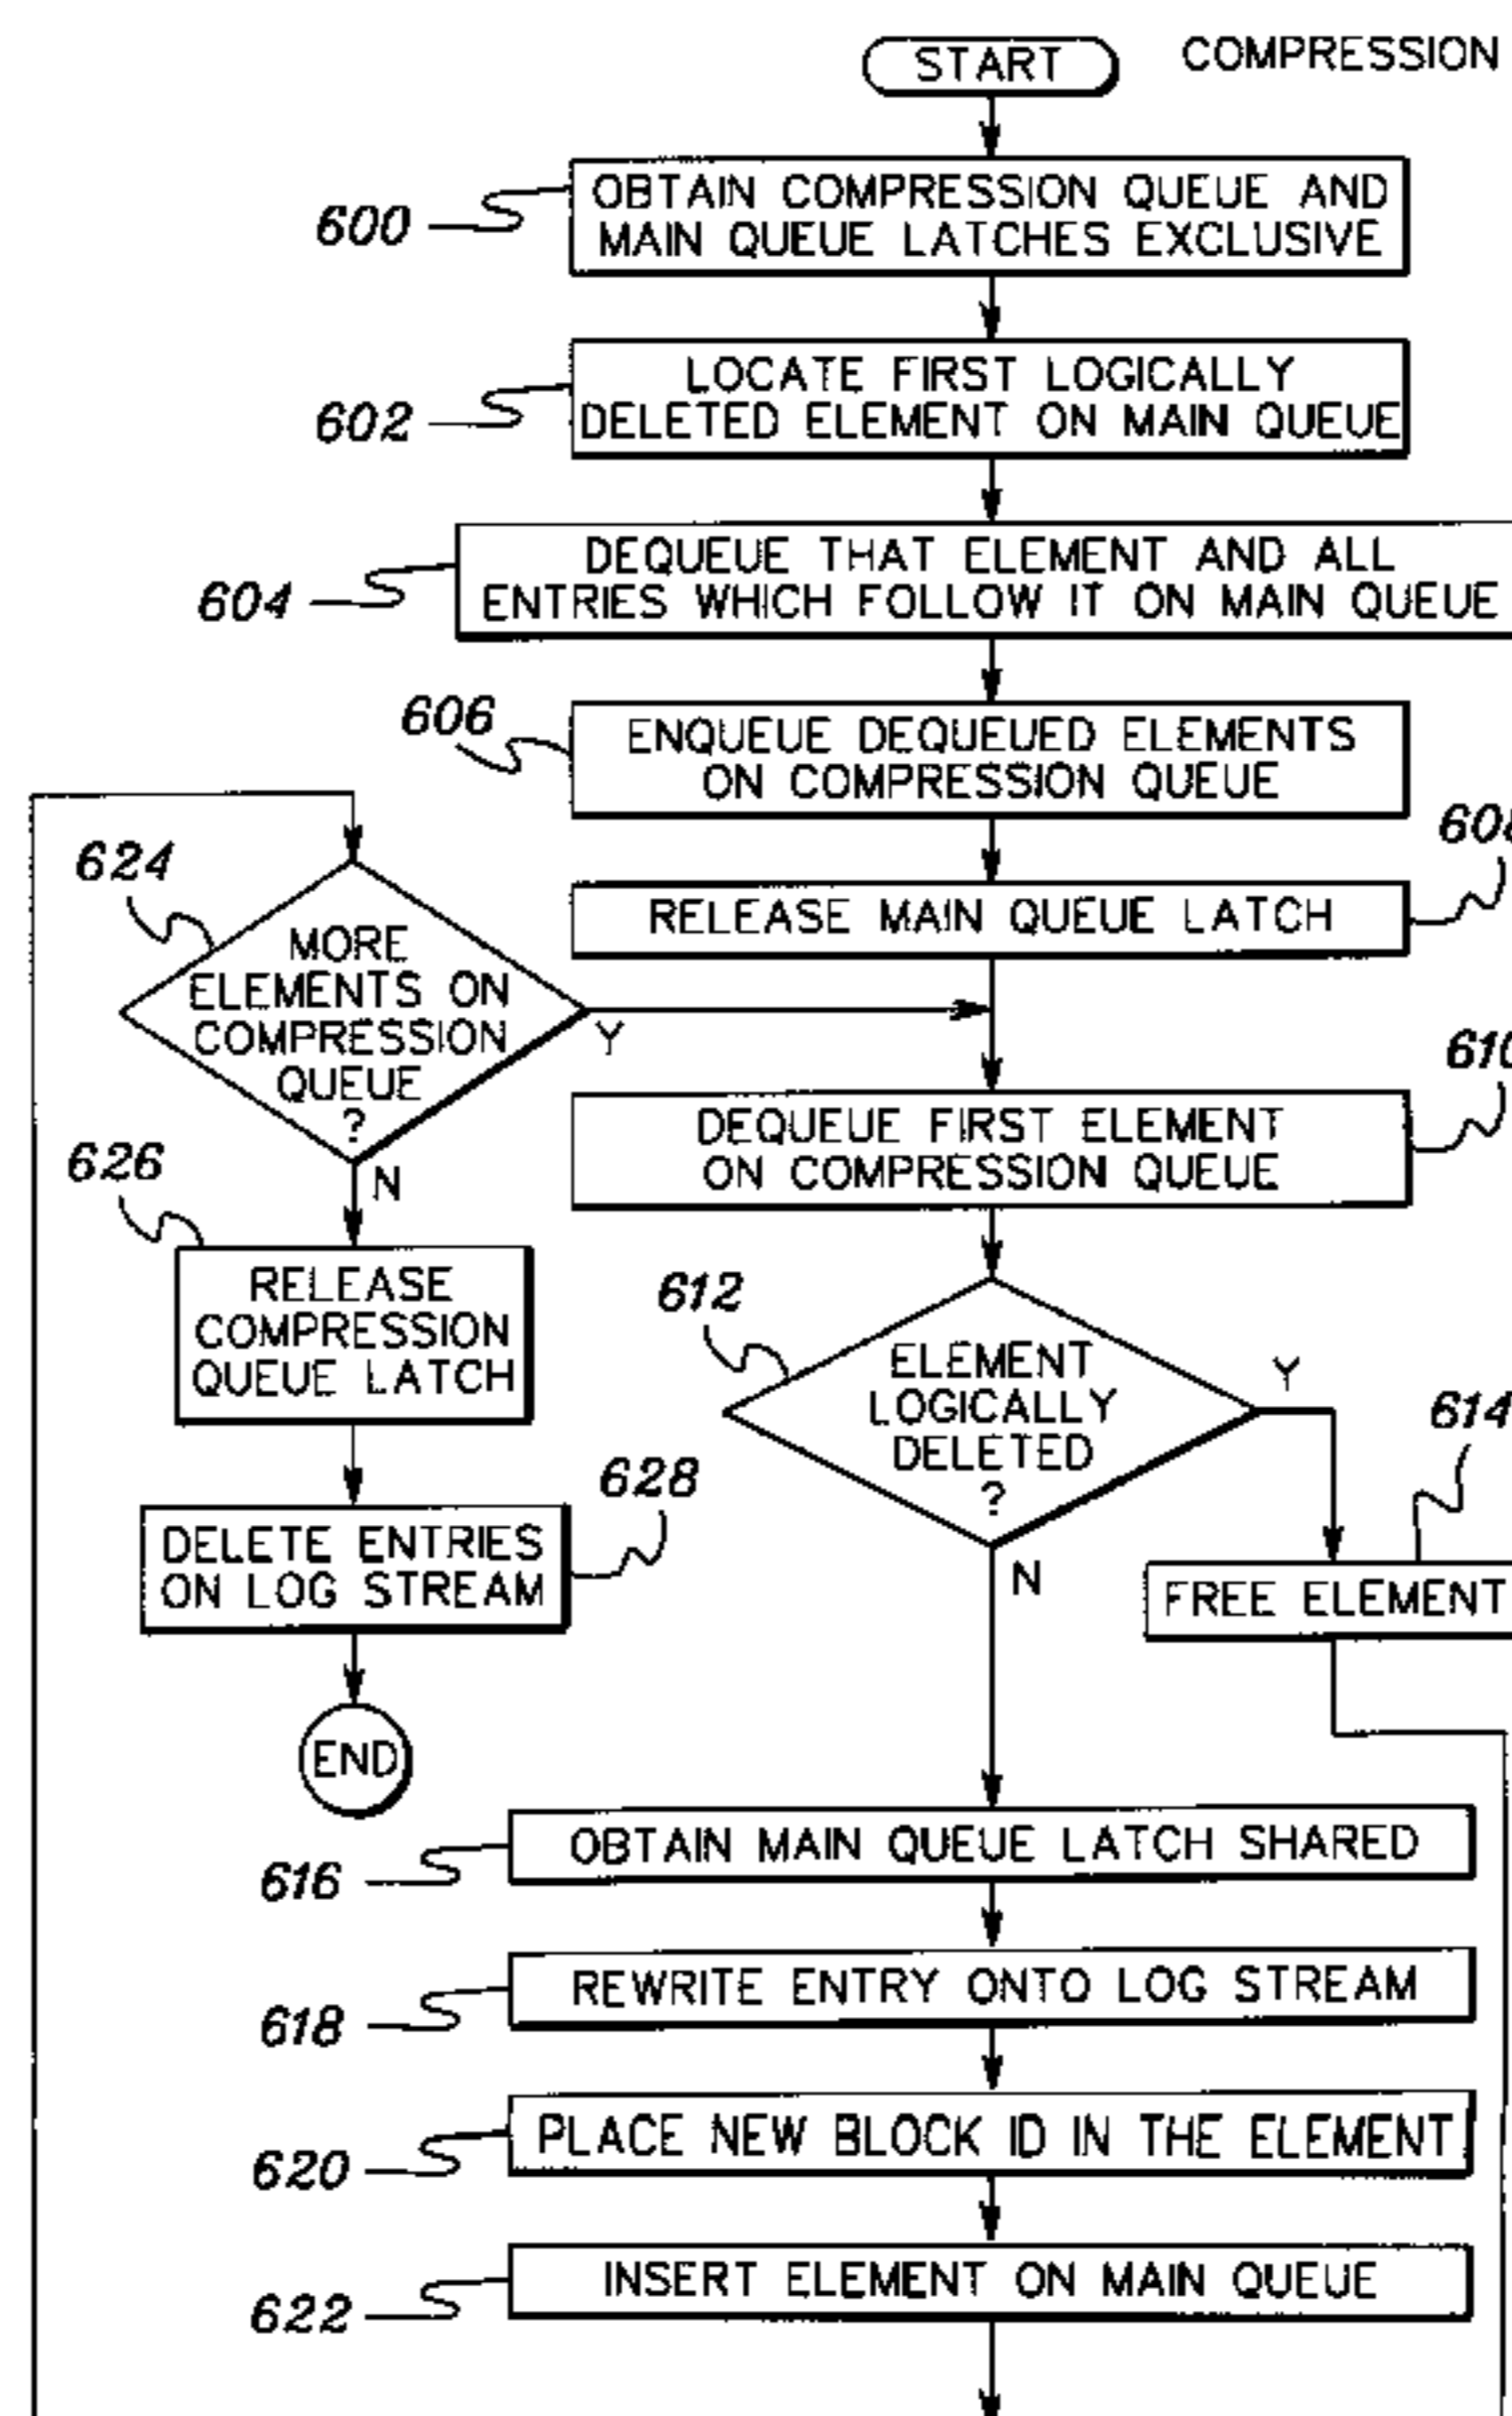 START
COMPRESSION
600
OBTAIN COMPRESSION QUEUE AND
MAIN QUEUE LATCHES EXCLUSIVE
602
LOCATE FIRST LOGICALLY
DELETED ELEMENT ON MAIN QUEUE
604
DEQUEUE THAT ELEMENT AND ALL
ENTRIES WHICH FOLLOW IT ON MAIN QUEUE
606
ENQUEUE DEQUEUED ELEMENTS
ON COMPRESSION QUEUE
608
RELEASE MAIN QUEUE LATCH
624
MORE
ELEMENTS ON
COMPRESSION
QUEUE
?
Y
N
610
DEQUEUE FIRST ELEMENT
ON COMPRESSION QUEUE
626
RELEASE
COMPRESSION
QUEUE LATCH
612
ELEMENT
LOGICALLY
DELETED
?
Y
N
614
FREE ELEMENT
628
DELETE ENTRIES
ON LOG STREAM
END
616
OBTAIN MAIN QUEUE LATCH SHARED
618
REWRITE ENTRY ONTO LOG STREAM
620
PLACE NEW BLOCK ID IN THE ELEMENT
622
INSERT ELEMENT ON MAIN QUEUE